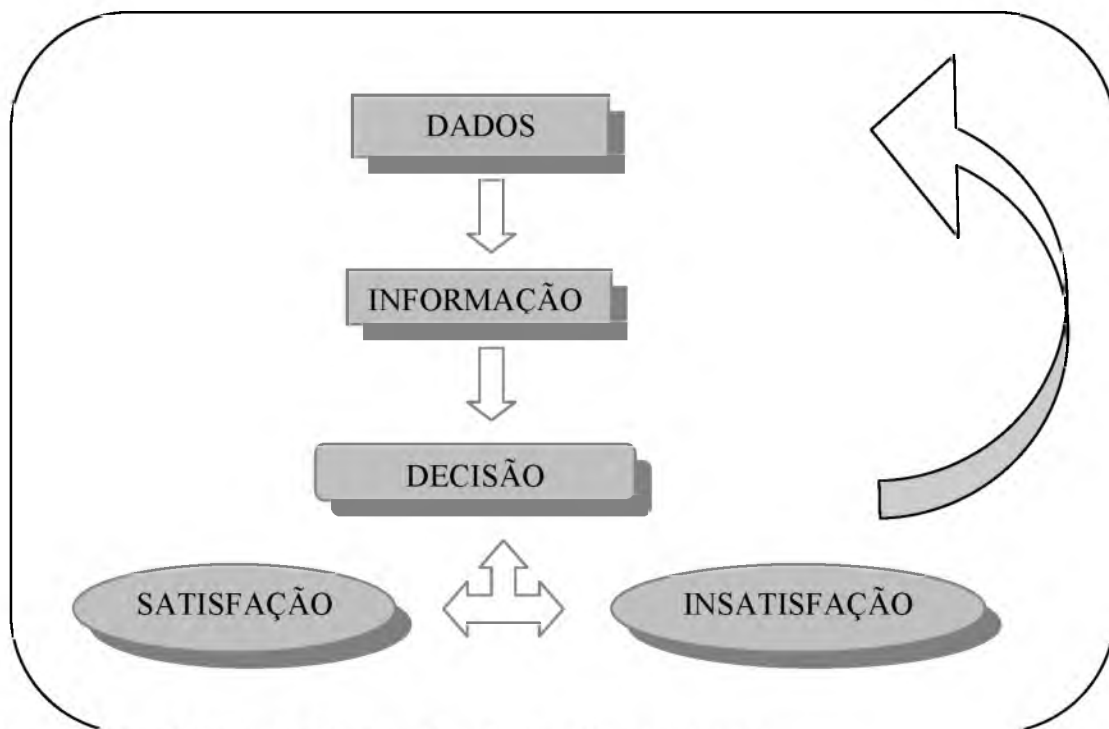 DADOS
INFORMAÇÃO
DECISÃO
SATISFAÇÃO
INSATISFAÇÃO